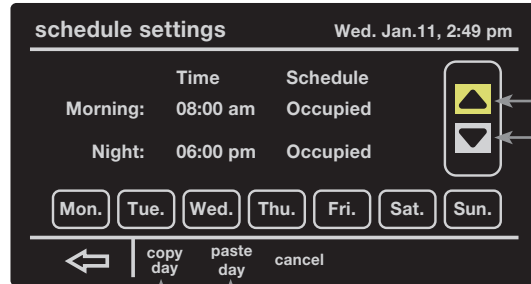 schedule settings Wed. Jan.11, 2:49 pm
Time Schedule
Morning: 08:00 am Occupied
Night: 06:00 pm Occupied
Mon. Tue. Wed. Thu. Fri. Sat. Sun.
copy day paste day cancel